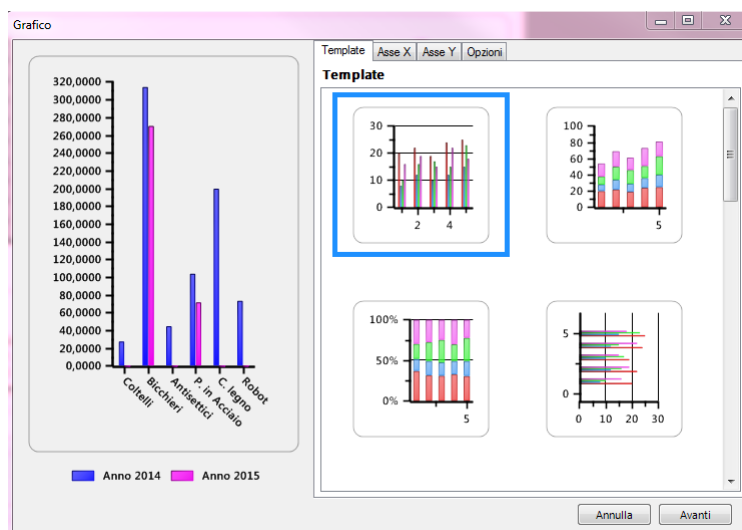 Grafico
Template Asse X Asse Y Opzioni
Template
320,0000
300,0000
280,0000
260,0000
240,0000
220,0000
200,0000
180,0000
160,0000
140,0000
120,0000
100,0000
80,0000
60,0000
40,0000
20,0000
0,0000
Coltelli
Bicchieri
Antisettici
P. in Acciaio
C. legno
Robot
Anno 2014 Anno 2015
30
20
10
0
2 4
100
80
60
40
20
0
5
100%
50%
0%
5
5
0
0 10 20 30
Annulla Avanti